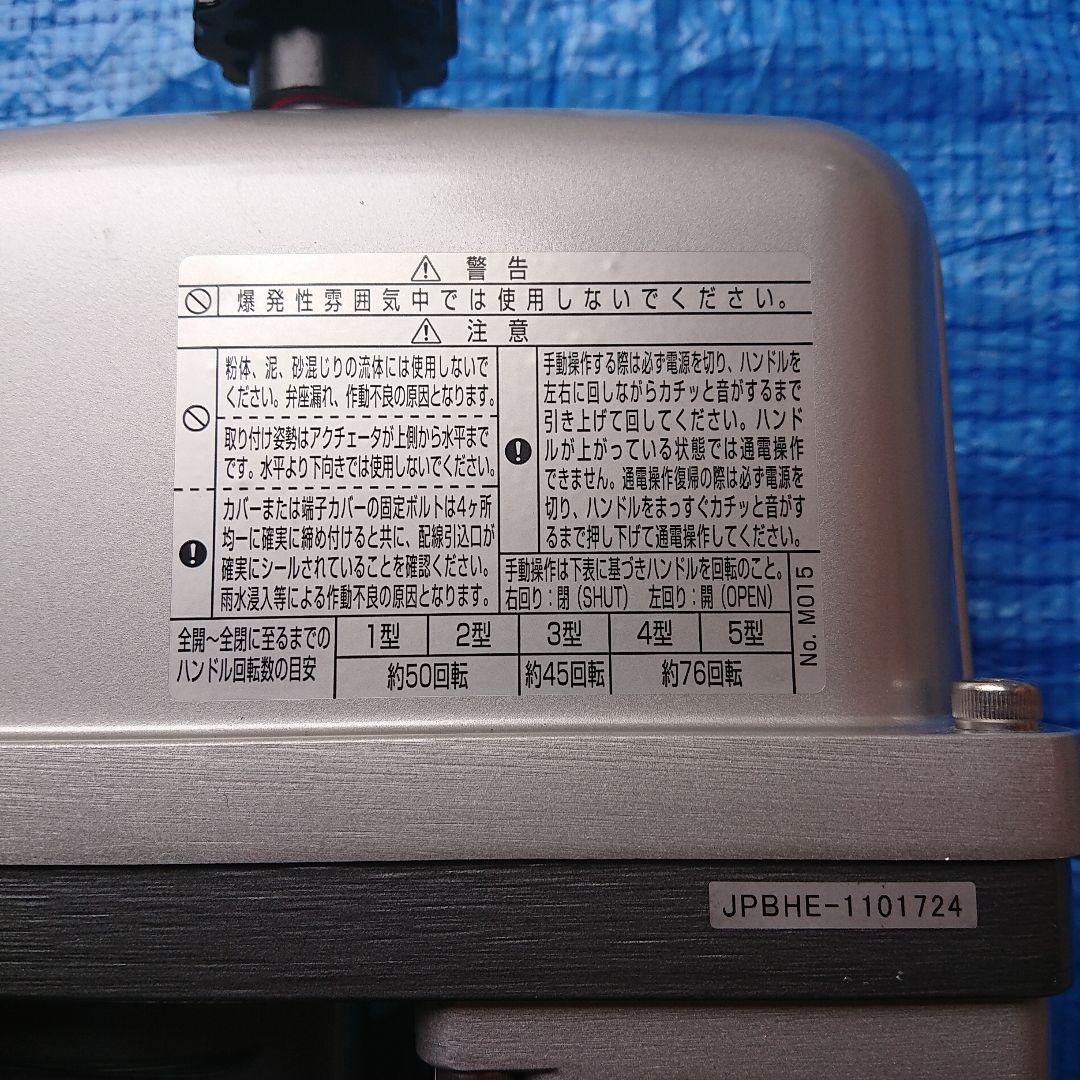 警告
爆発性雰囲気中では使用しないでください。
注意
粉体、泥、砂混じりの流体には使用しないで
ください。弁座漏れ、作動不良の原因となります。
取り付け姿勢はアクチェータが上側から水平まで
です。水平より下向きでは使用しないでください。
カバーまたは端子カバーの固定ボルトは4ヶ所
均一に確実に締め付けると共に、配線引込口が
確実にシールされていることを確認ください。
雨水浸入等による作動不良の原因となります。
手動操作する際は必ず電源を切り、ハンドルを
左右に回しながらカチッと音がするまで
引き上げて回してください。ハンド
ルが上がっている状態では通電操作
できません。通電操作復帰の際は必ず電源を
切り、ハンドルをまっすぐカチッと音がす
るまで押し下げて通電操作してください。
手動操作は下表に基づきハンドルを回転のこと。
右回り：閉（SHUT） 左回り：開（OPEN）
全開～全閉に至るまでの
ハンドル回転数の目安
1型 2型 3型 4型 5型
約50回転 約45回転 約76回転
No. M015
JPBHE-1101724